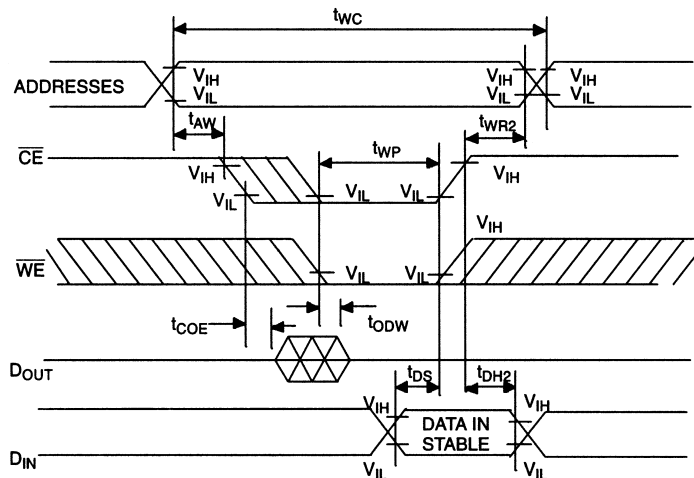 tWC
ADDRESSES
VIH VIH VIH
VIL VIL VIL
tAW tWR2
CE tWP
VIH VIH
VIL VIL VIL
VIH
WE VIL VIL
tCOE tODW
DOUT
tDS tDH2
VIH DATA IN VIH
STABLE
DIN VIL VIL